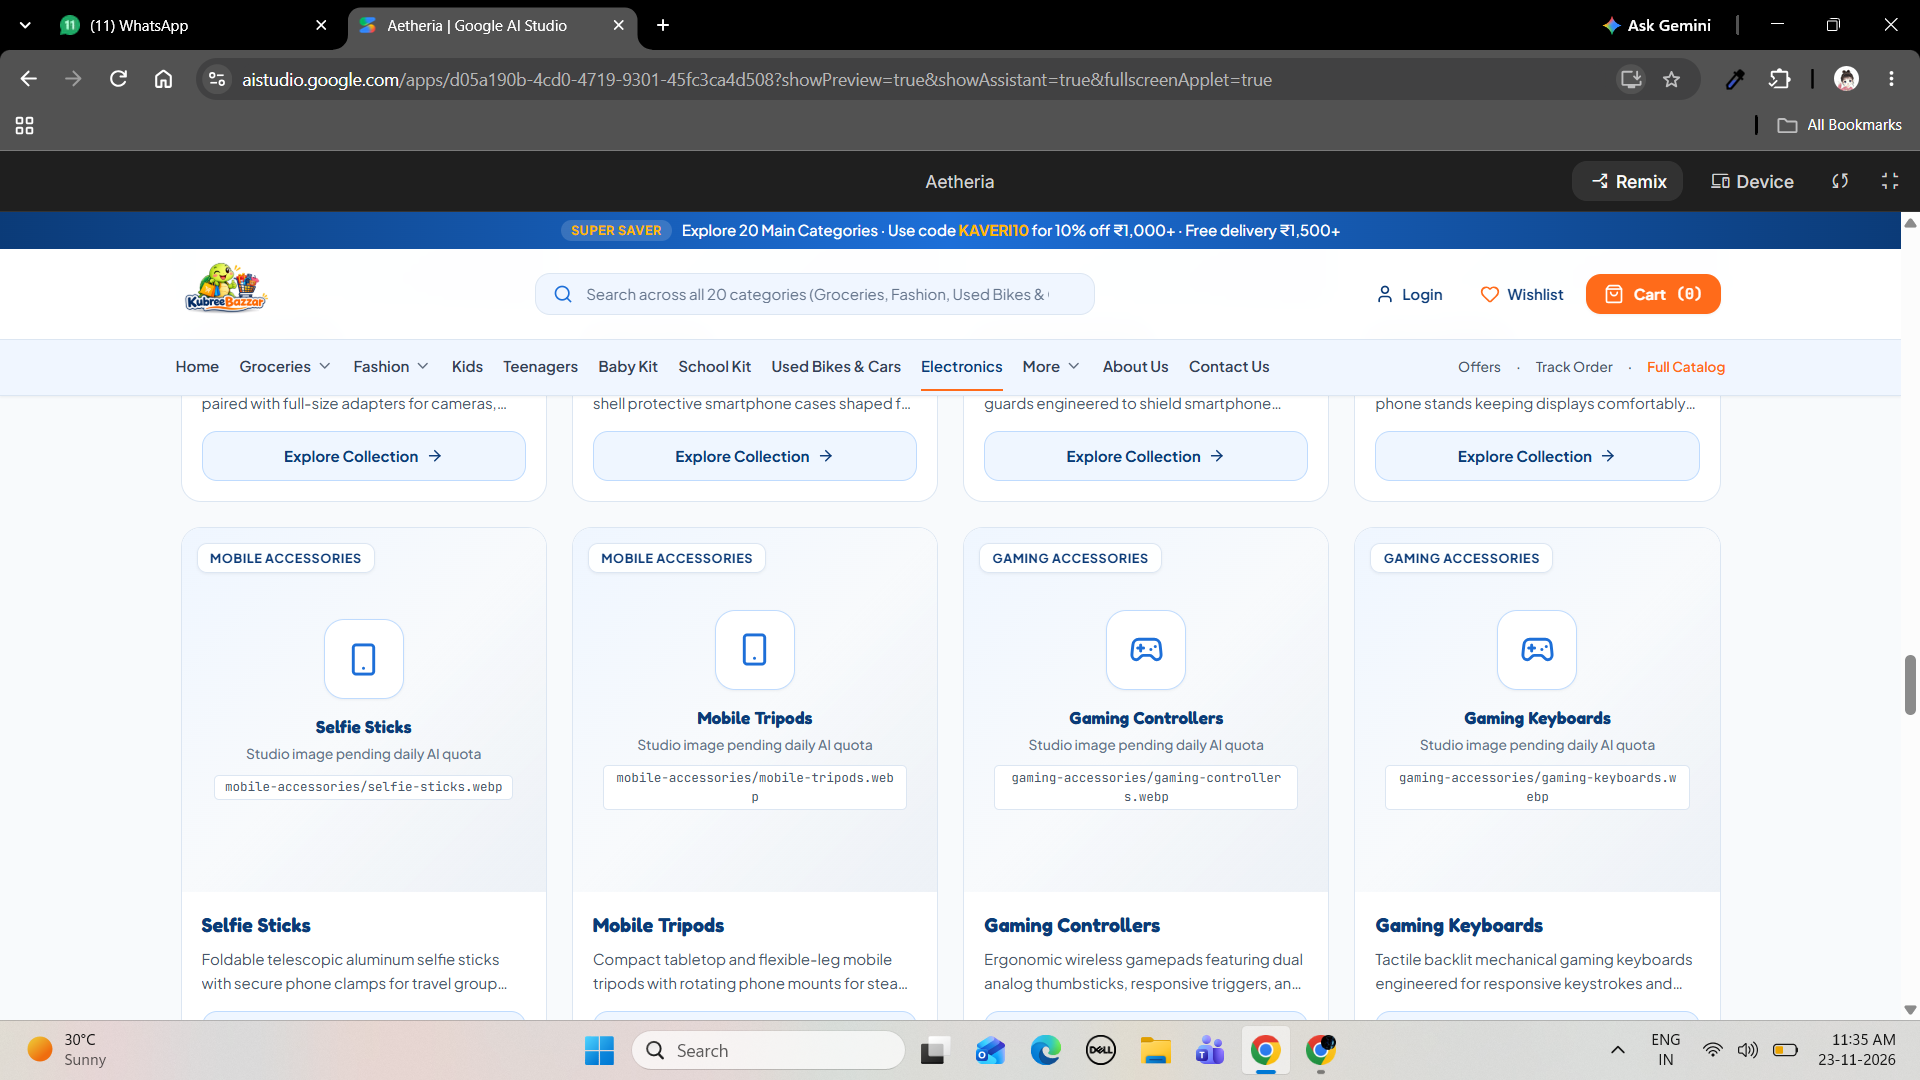 (11) WhatsApp
Aetheria | Google AI Studio
Ask Gemini
aistudio.google.com/apps/d05a190b-4cd0-4719-9301-45fc3ca4d508?showPreview=true&showAssistant=true&fullscreenApplet=true
All Bookmarks
Aetheria
Remix
Device
SUPER SAVER Explore 20 Main Categories · Use code KAVERI10 for 10% off ₹1,000+ · Free delivery ₹1,500+
KubreeBazzar
Search across all 20 categories (Groceries, Fashion, Used Bikes &
Login
Wishlist
Cart (0)
Home Groceries Fashion Kids Teenagers Baby Kit School Kit Used Bikes & Cars Electronics More About Us Contact Us Offers · Track Order · Full Catalog
paired with full-size adapters for cameras,...
shell protective smartphone cases shaped f...
guards engineered to shield smartphone...
phone stands keeping displays comfortably...
Explore Collection →
Explore Collection →
Explore Collection →
Explore Collection →
MOBILE ACCESSORIES
Selfie Sticks
Studio image pending daily AI quota
mobile-accessories/selfie-sticks.webp
Selfie Sticks
Foldable telescopic aluminum selfie sticks
with secure phone clamps for travel group...
MOBILE ACCESSORIES
Mobile Tripods
Studio image pending daily AI quota
mobile-accessories/mobile-tripods.web
p
Mobile Tripods
Compact tabletop and flexible-leg mobile
tripods with rotating phone mounts for stea...
GAMING ACCESSORIES
Gaming Controllers
Studio image pending daily AI quota
gaming-accessories/gaming-controller
s.webp
Gaming Controllers
Ergonomic wireless gamepads featuring dual
analog thumbsticks, responsive triggers, an...
GAMING ACCESSORIES
Gaming Keyboards
Studio image pending daily AI quota
gaming-accessories/gaming-keyboards.w
ebp
Gaming Keyboards
Tactile backlit mechanical gaming keyboards
engineered for responsive keystrokes and...
30°C
Sunny
Search
DELL
ENG
IN
11:35 AM
23-11-2026